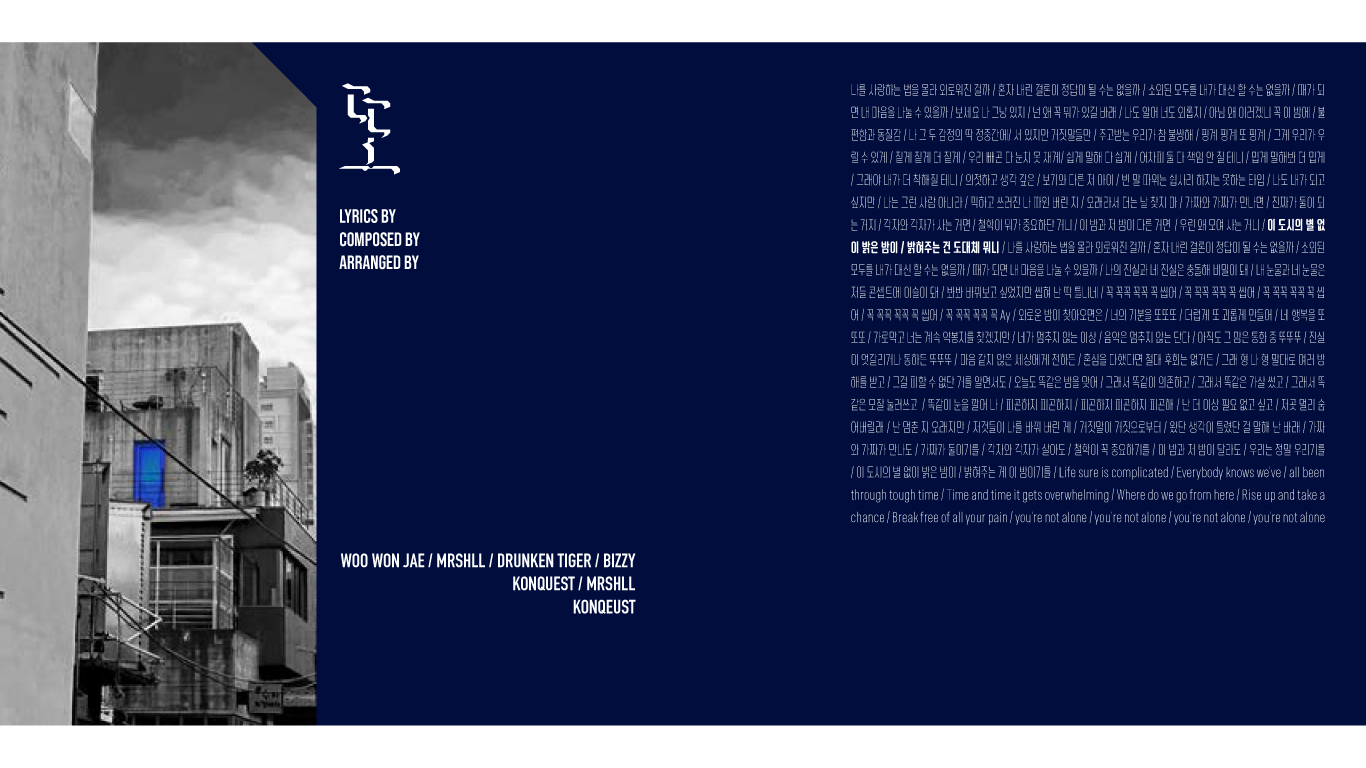 LYRICS BY
COMPOSED BY
ARRANGED BY
WOO WON JAE / MRSHLL / DRUNKEN TIGER / BIZZY
KONQUEST / MRSHLL
KONQEUST
나를 사랑하는 법을 몰라 외로워진 걸까 / 혼자 내린 결론이 정답이 될 수는 없을까 / 소외된 모두를 내가 대신 할 수는 없을까 / 때가 되
면 내 마음을 나눌 수 있을까 / 보세요 나 그냥 있지 / 넌 왜 꼭 뭐가 있길 바래 / 나도 알어 너도 외롭지 / 아님 왜 이러겠니 꼭 이 밤에 / 불
편함과 동질감 / 나 그 두 감정의 딱 정중간에/ 서 있지만 거짓말들만 / 주고받는 우리가 참 불쌍해 / 핑계 핑계 또 핑계 / 그게 우리가 우
릴 수 있게 / 짙게 짙게 더 짙게 / 우리 빼곤 다 눈치 못 채게/ 쉽게 말해 다 쉽게 / 어차피 둘 다 책임 안 질 테니 / 밉게 말해봐 더 밉게
/ 그래야 내가 더 착해질 테니 / 의젓하고 생각 깊은 / 보기와 다른 저 아이 / 빈 말 따위는 쉽사리 하지는 못하는 타입 / 나도 내가 되고
싶지만 / 나는 그런 사람 아니라 / 픽하고 쓰러진 나 따윈 버린 지 / 오래라서 더는 날 찾지 마 / 가짜와 가짜가 만나면 / 진짜가 돌이 되
는 거지 / 각자와 각자가 사는 거면 / 철학이 뭐가 중요하단 거니 / 이 밤과 저 밤이 다른 거면 / 우린 왜 모여 사는 거니 / 이 도시의 별 없
이 밝은 밤이 / 밝혀주는 건 도대체 뭐니 / 나를 사랑하는 법을 몰라 외로워진 걸까 / 혼자 내린 결론이 정답이 될 수는 없을까 / 소외된
모두를 내가 대신 할 수는 없을까 / 때가 되면 내 마음을 나눌 수 있을까 / 나의 진실과 네 진실은 충돌해 비밀이 돼 / 내 눈물과 네 눈물은
저들 콘셉트에 이슬이 돼 / 봐봐 바꿔보고 싶었지만 씹혀 난 딱 틀니네 / 꼭 꼭꼭 꼭꼭 꼭 씹어 / 꼭 꼭꼭 꼭꼭 꼭 씹어 / 꼭 꼭꼭 꼭꼭 꼭 씹
어 / 꼭 꼭꼭 꼭꼭 꼭 씹어 / 꼭 꼭꼭 꼭꼭 꼭 Ay / 외로운 밤이 찾아오면은 / 너의 기분을 또또또 / 더럽게 또 괴롭게 만들어 / 네 행복을 또
또또 / 가로막고 너는 계속 약봉지를 찾겠지만 / 네가 멈추지 않는 이상 / 음악은 멈추지 않는 단다 / 아직도 그 맘은 통화 중 뚜뚜뚜 / 진실
이 엇갈리거나 통하든 뚜뚜뚜 / 마음 같지 않은 세상에게 전하든 / 혼심을 다했다면 절대 후회는 없거든 / 그래 형 나 형 말대로 여러 방
해를 받고 / 그걸 피할 수 없단 거를 알면서도 / 오늘도 똑같은 밤을 맞어 / 그래서 똑같이 의존하고 / 그래서 똑같은 가살 썼고 / 그래서 똑
같은 모질 눌러쓰고 / 똑같이 눈을 깔어 나 / 피곤하지 피곤하지 / 피곤하지 피곤하지 피곤해 / 난 더 이상 필요 없고 싶고 / 저곳 멀리 숨
어버릴래 / 난 멈춘 지 오래지만 / 저것들이 나를 바꿔 버린 게 / 거짓말이 거짓으로부터 / 왔단 생각이 틀렸단 걸 말해 난 바래 / 가짜
와 가짜가 만나도 / 가짜가 둘이기를 / 각자와 각자가 살아도 / 철학이 꼭 중요하기를 / 이 밤과 저 밤이 달라도 / 우리는 정말 우리기를
/ 이 도시의 별 없이 밝은 밤이 / 밝혀주는 게 이 밤이기를 / Life sure is complicated / Everybody knows we've / all been
through tough time / Time and time it gets overwhelming / Where do we go from here / Rise up and take a
chance / Break free of all your pain / you're not alone / you're not alone / you're not alone / you're not alone